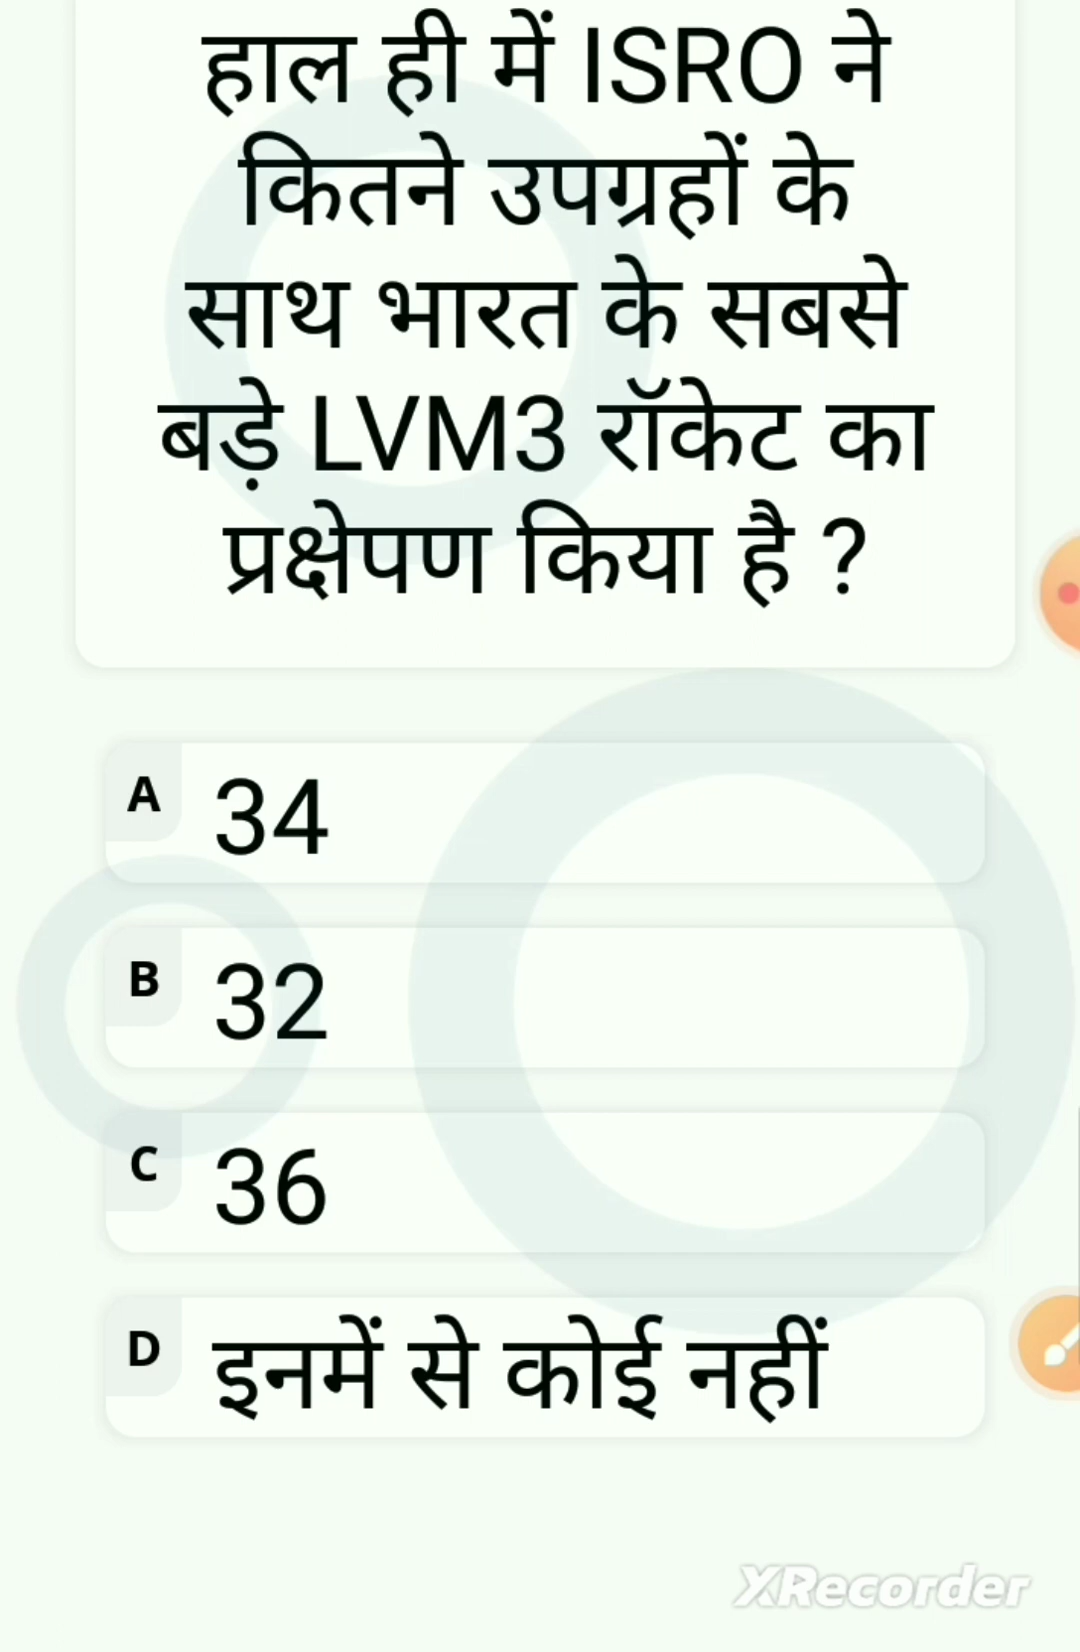 हाल ही में ISRO ने
कितने उपग्रहों के
साथ भारत के सबसे
बड़े LVM3 रॉकेट का
प्रक्षेपण किया है ?
A 34
B 32
C 36
D इनमें से कोई नहीं
XRecorder